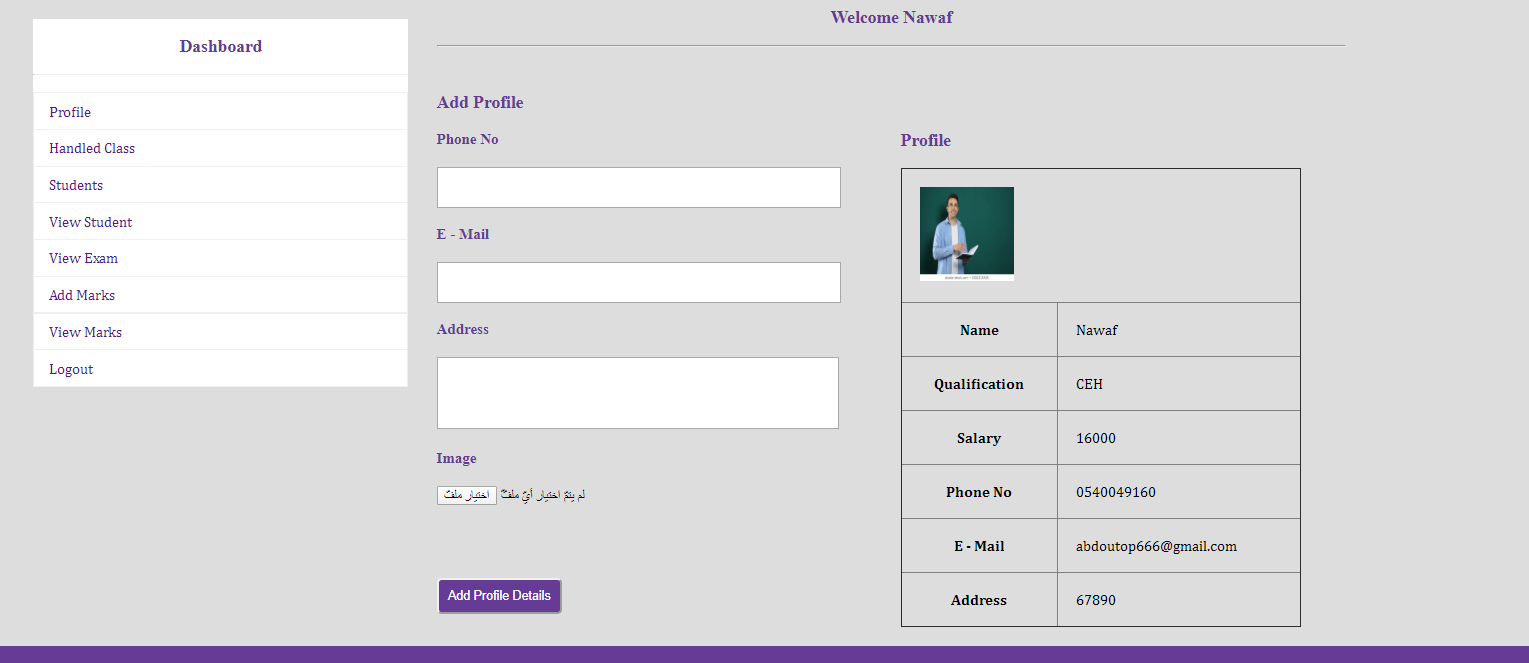 Welcome Nawaf
Dashboard
Profile
Handled Class
Students
View Student
View Exam
Add Marks
View Marks
Logout
Add Profile
Phone No
E - Mail
Address
Image
اختيار ملفّ لم يتمّ اختيار أيّ ملفّ
Add Profile Details
Profile
Name Nawaf
Qualification CEH
Salary 16000
Phone No 0540049160
E - Mail abdoutop666@gmail.com
Address 67890